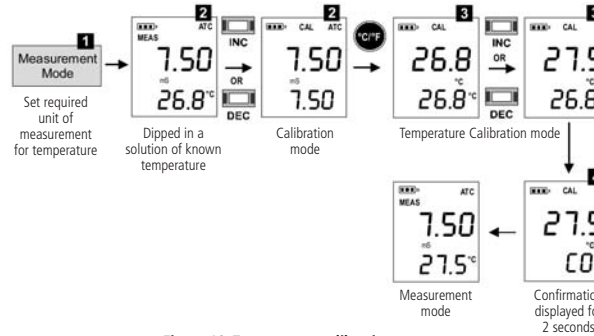 1
Measurement
Mode
Set required
unit of
measurement
for temperature
2
ATC
MEAS
7.50
mS
26.8°C
Dipped in a
solution of known
temperature
INC
OR
DEC
2
CAL
ATC
7.50
mS
7.50
Calibration
mode
°C/°F
3
CAL
26.8
°C
26.8°C
INC
OR
DEC
CAL
27.5
°C
26.8
Temperature Calibration mode
CAL
27.5
°C
CO
2 seconds
ATC
MEAS
7.50
mS
27.5°C
Measurement
mode